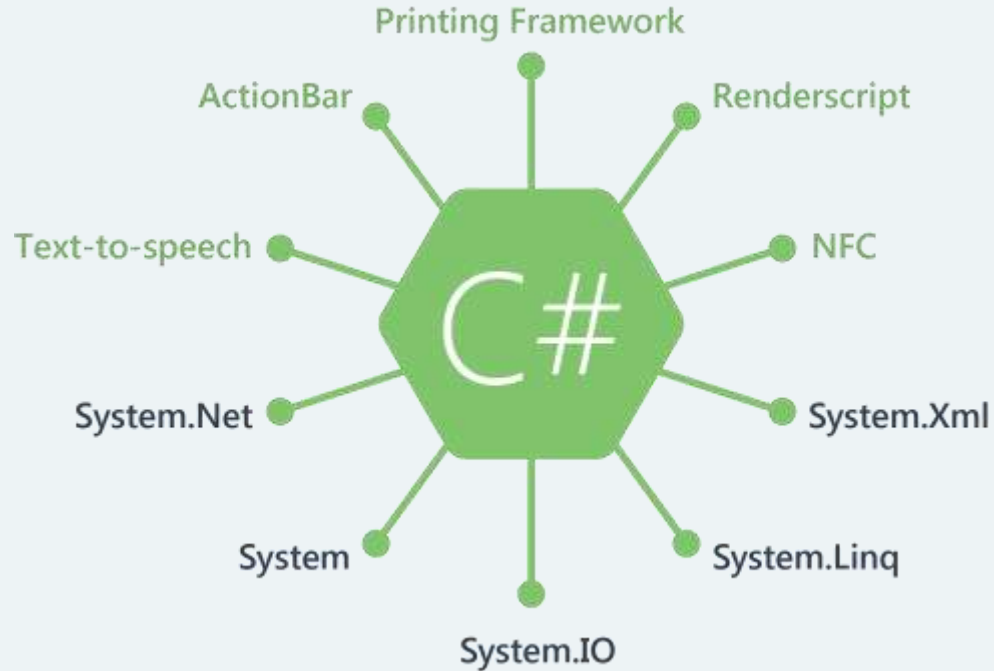 Printing Framework
ActionBar
Renderscript
Text-to-speech
NFC
C#
System.Net
System.Xml
System
System.Linq
System.IO